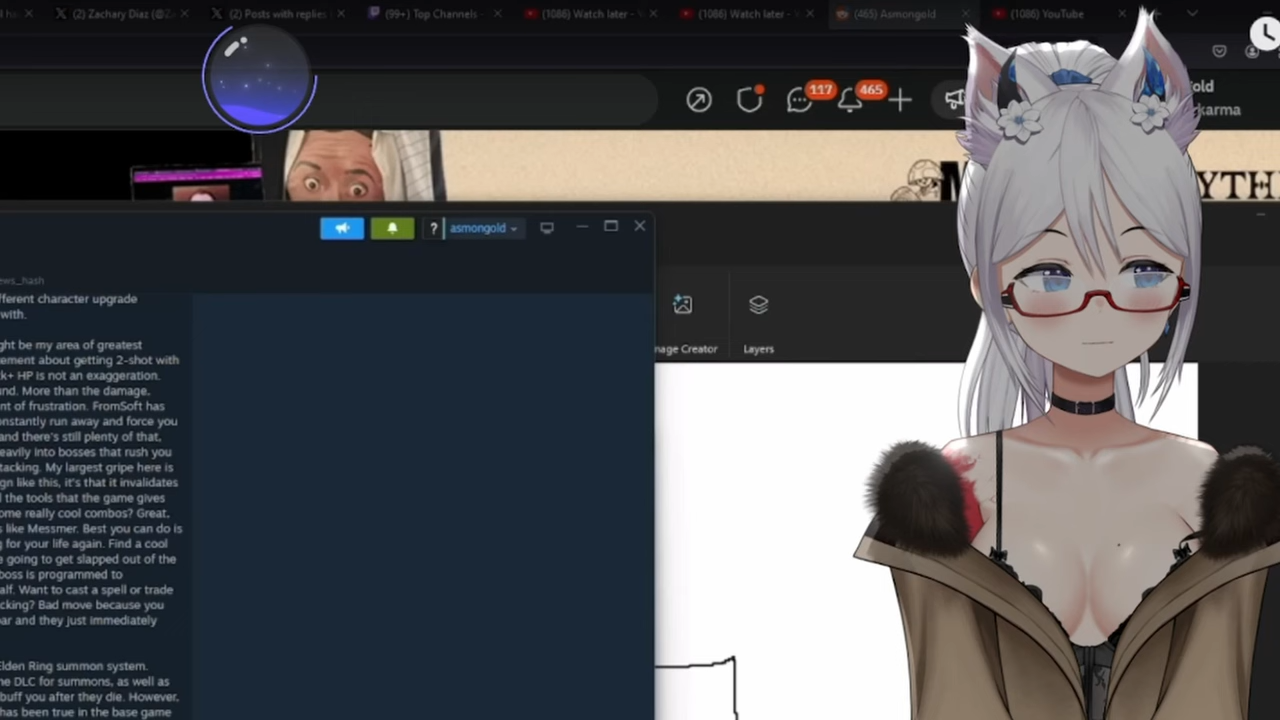 (2) Zachary Diaz (@Z
(2) Posts with replies
(99+) Top Channels -
(1086) Watch later -
(1086) Watch later -
(465) Asmongold
(1086) YouTube
117
465
old
karma
M
YTH
? asmongold
ews_hash
fferent character upgrade
with.
ght be my area of greatest
ement about getting 2-shot with
k+ HP is not an exaggeration.
und. More than the damage,
nt of frustration. FromSoft has
onstantly run away and force you
and there's still plenty of that,
eavily into bosses that rush you
tacking. My largest gripe here is
gn like this, it's that it invalidates
l the tools that the game gives
ome really cool combos? Great,
s like Messmer. Best you can do is
g for your life again. Find a cool
e going to get slapped out of the
boss is programmed to
alf. Want to cast a spell or trade
cking? Bad move because you
ar and they just immediately
Elden Ring summon system.
he DLC for summons, as well as
buff you after they die. However,
has been true in the base game
mage Creator
Layers